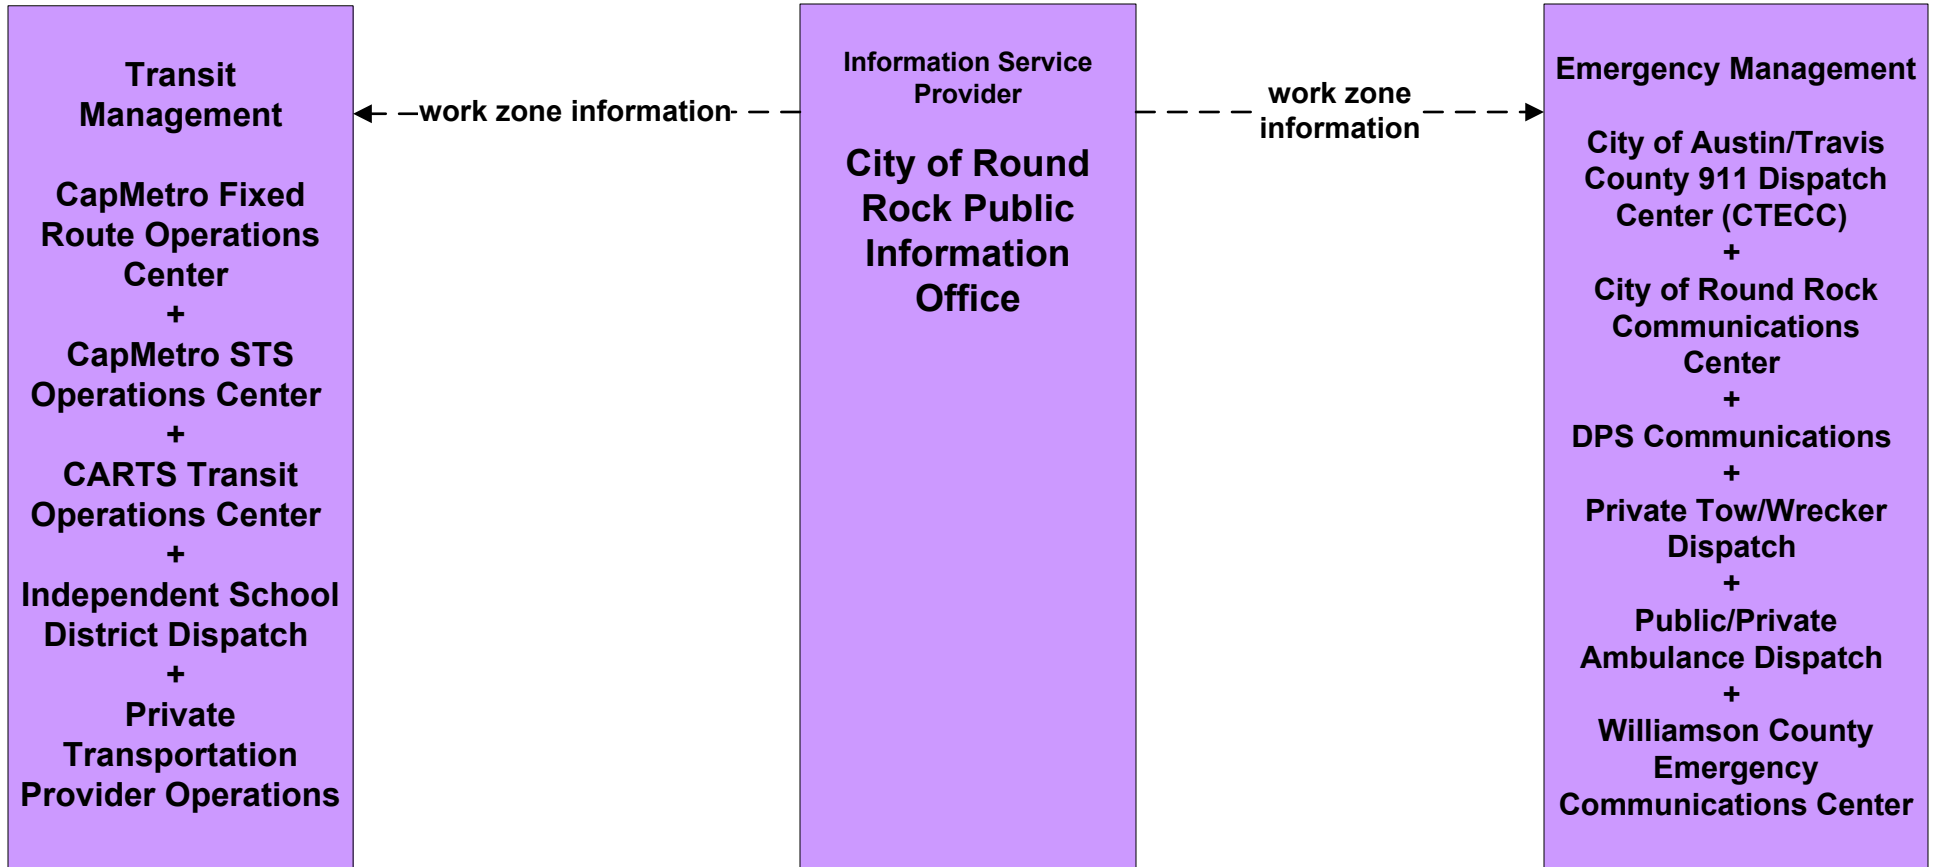 Transit
Management
CapMetro Fixed
Route Operations
Center
+
CapMetro STS
Operations Center
+
CARTS Transit
Operations Center
+
Independent School
District Dispatch
+
Private
Transportation
Provider Operations
work zone information
Information Service
Provider
City of Round
Rock Public
Information
Office
work zone
information
Emergency Management
City of Austin/Travis
County 911 Dispatch
Center (CTECC)
+
City of Round Rock
Communications
Center
+
DPS Communications
+
Private Tow/Wrecker
Dispatch
+
Public/Private
Ambulance Dispatch
+
Williamson County
Emergency
Communications Center